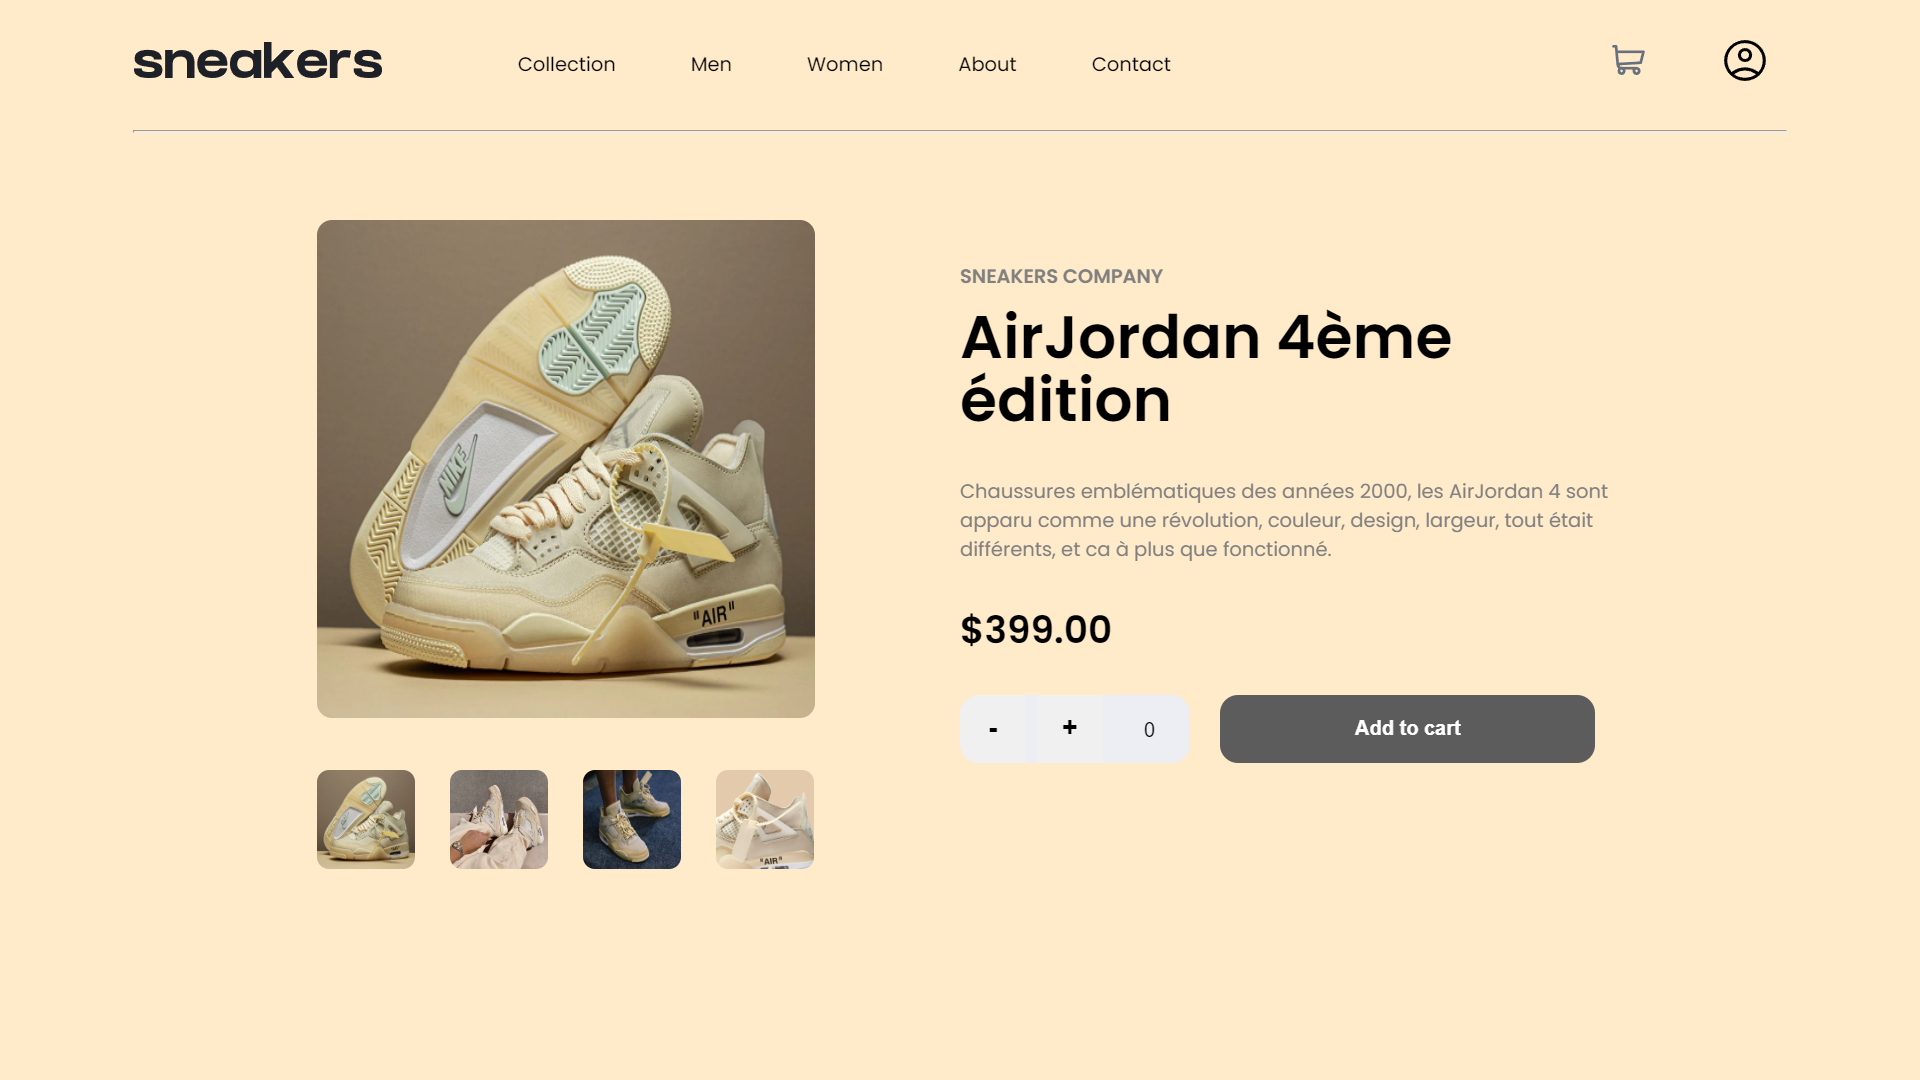 sneakers
Collection
Men
Women
About
Contact
SNEAKERS COMPANY
AirJordan 4ème
édition
Chaussures emblématiques des années 2000, les AirJordan 4 sont
apparu comme une révolution, couleur, design, largeur, tout était
différents, et ca à plus que fonctionné.
$399.00
-
+
0
Add to cart
NIKE
"AIR"
"AIR"